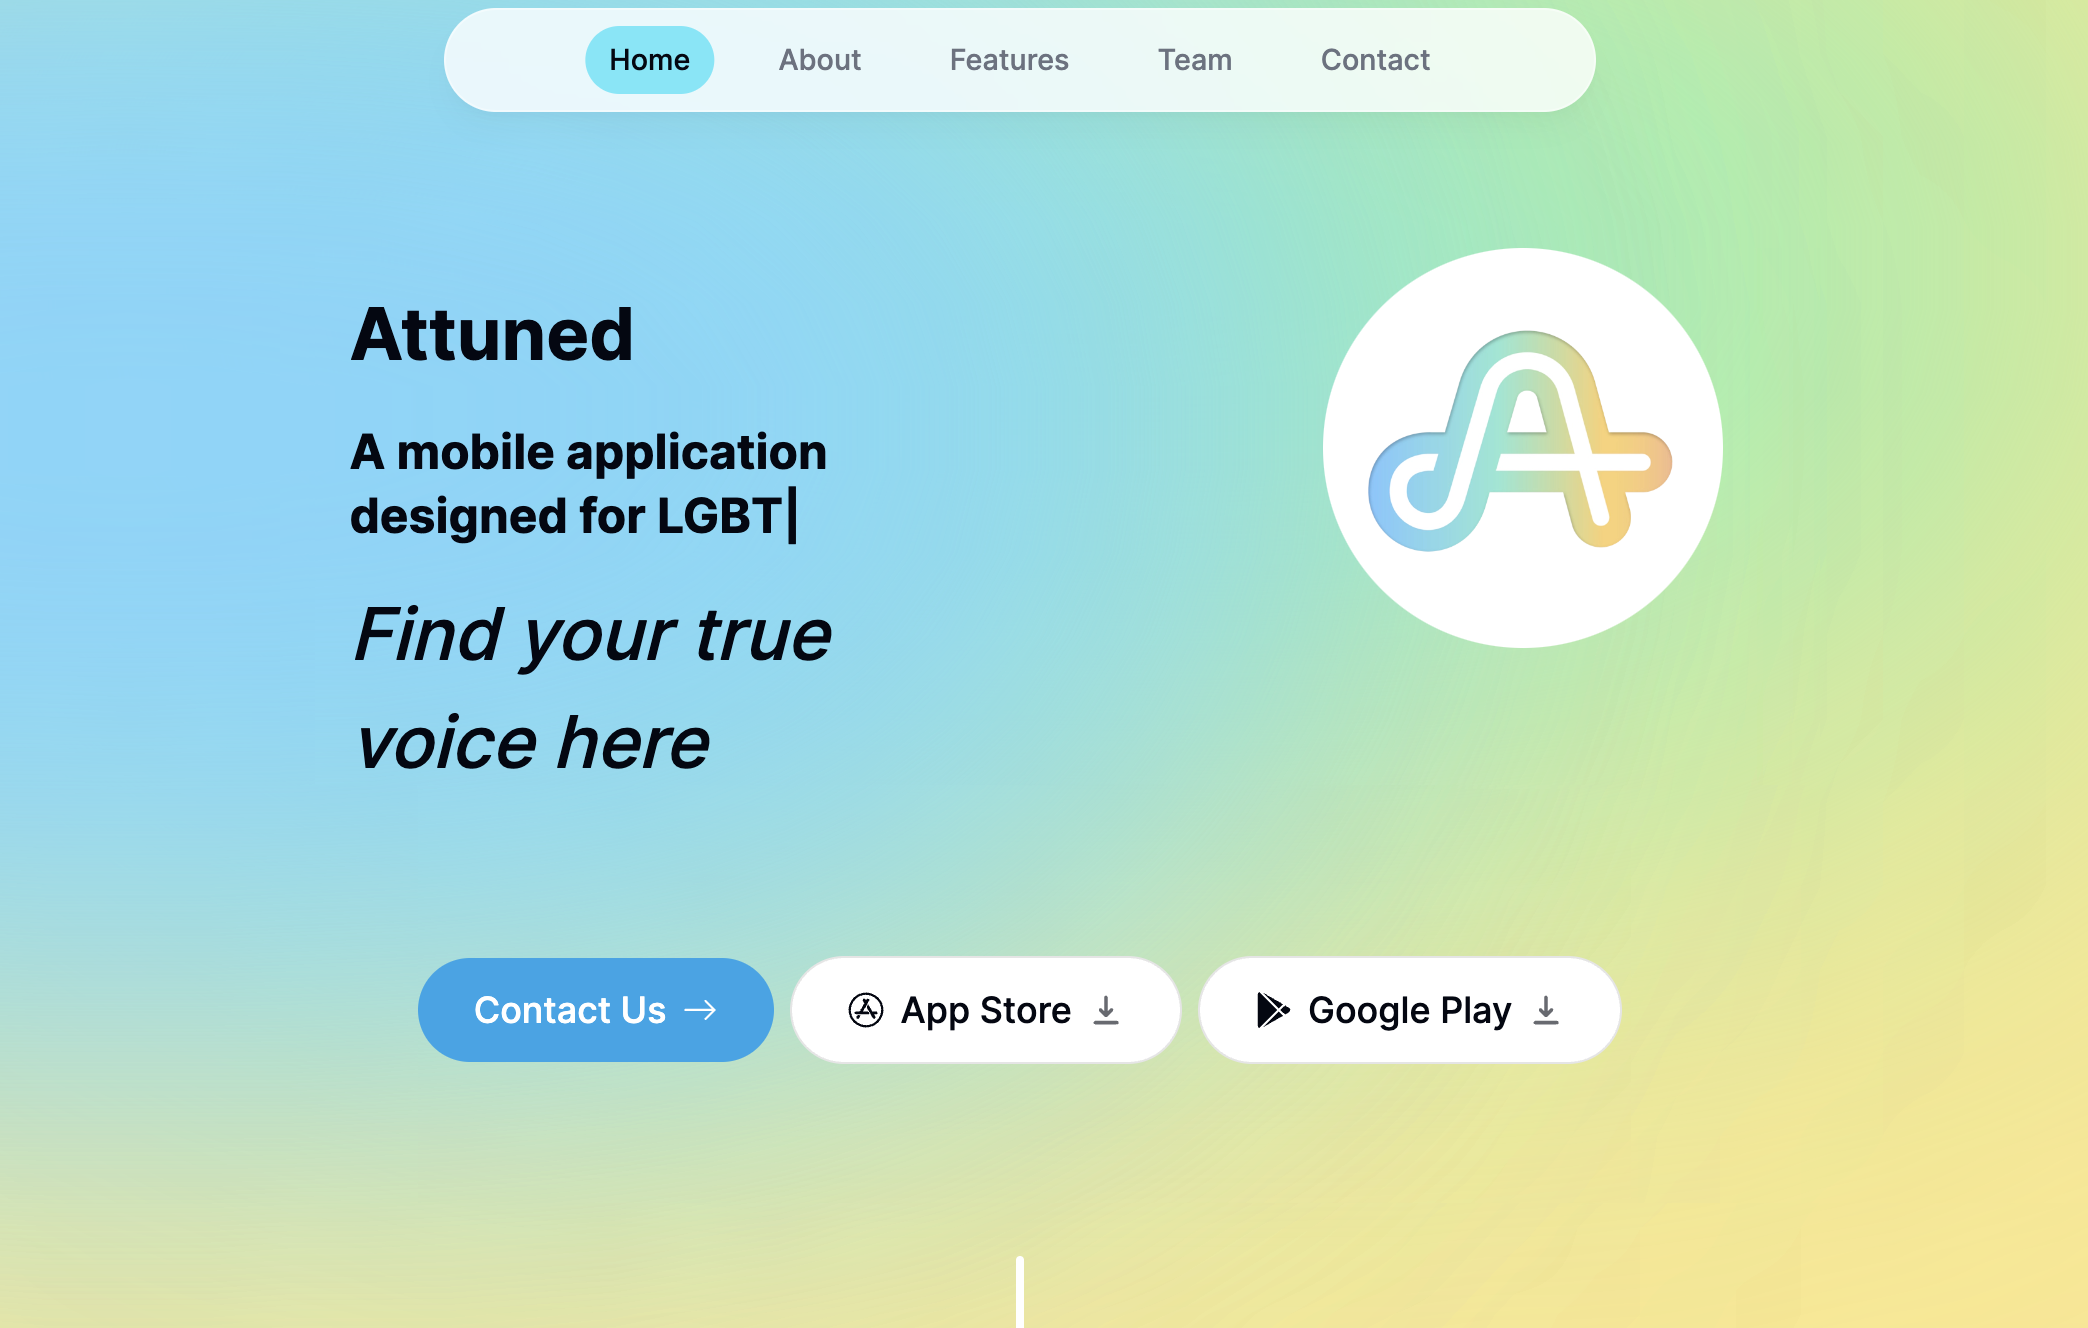 Home About Features Team Contact
Attuned
A mobile application
designed for LGBT|
Find your true
voice here
Contact Us →
App Store
Google Play